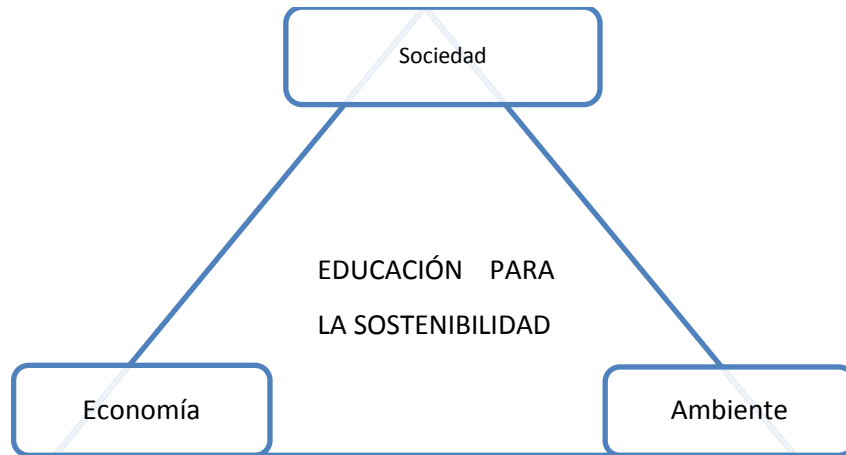 Sociedad
EDUCACIÓN PARA
LA SOSTENIBILIDAD
Economía
Ambiente